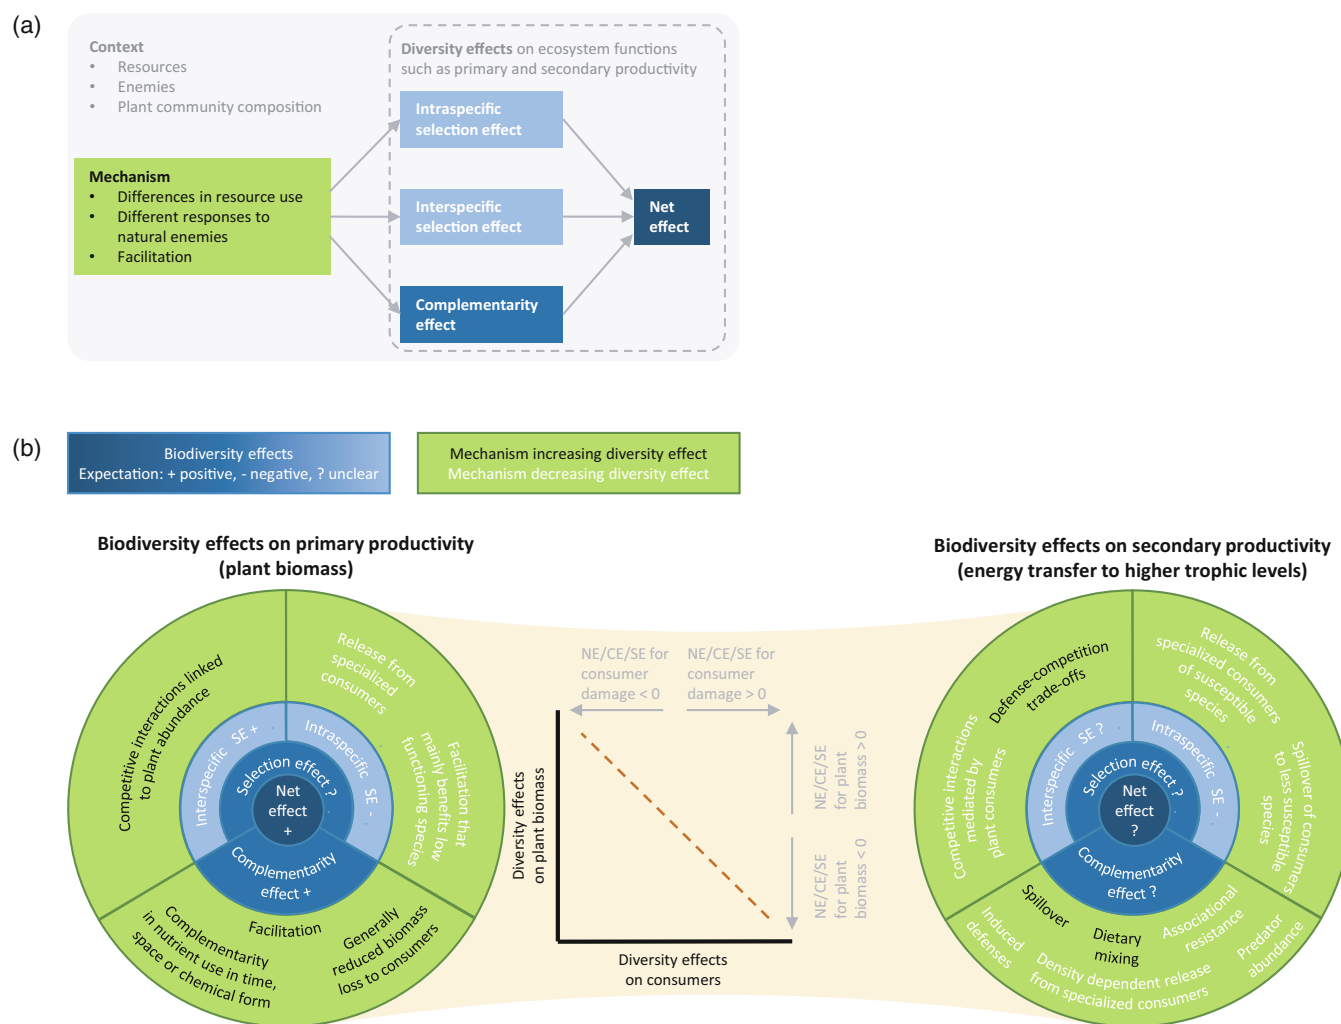 (a)
Context
• Resources
• Enemies
• Plant community composition
Diversity effects on ecosystem functions
such as primary and secondary productivity
Mechanism
• Differences in resource use
• Different responses to
natural enemies
• Facilitation
Intraspecific
selection effect
Interspecific
selection effect
Complementarity
effect
Net
effect
(b)
Biodiversity effects
Expectation: + positive, - negative, ? unclear
Mechanism increasing diversity effect
Mechanism decreasing diversity effect
Biodiversity effects on primary productivity
(plant biomass)
Competitive interactions linked
to plant abundance
Release from
specialized
consumers
Facilitation that
mainly benefits low
functioning species
Interspecific SE +
Intraspecific SE -
Selection effect ?
Net
effect
+
Complementarity
effect +
Complementarity
in nutrient use in time,
space or chemical form
Facilitation
Generally
reduced biomass
loss to consumers
NE/CE/SE for
consumer
damage < 0
NE/CE/SE for
consumer
damage > 0
Diversity effects
on plant biomass
NE/CE/SE
for plant
biomass > 0
NE/CE/SE
for plant
biomass < 0
Diversity effects
on consumers
Biodiversity effects on secondary productivity
(energy transfer to higher trophic levels)
Defense-competition
trade-offs
Competitive interactions
mediated by
plant consumers
Release from
specialized consumers
of susceptible
species
Spillover of consumers
to less susceptible
species
Interspecific SE ?
Intraspecific SE -
Selection effect ?
Net
effect
?
Complementarity
effect ?
Spillover
Induced
defenses
Dietary
mixing
Associational
resistance
Predator
abundance
Density dependent release
from specialized consumers